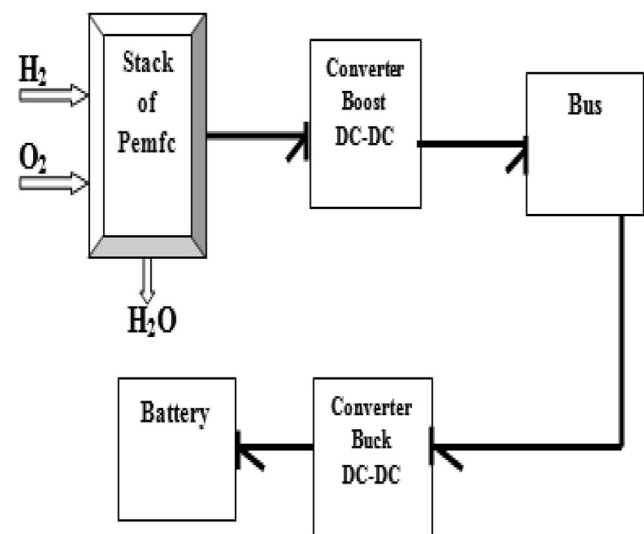 H₂
O₂
Stack
of
Pemfc
H₂O
Converter
Boost
DC-DC
Bus
Battery
Converter
Buck
DC-DC